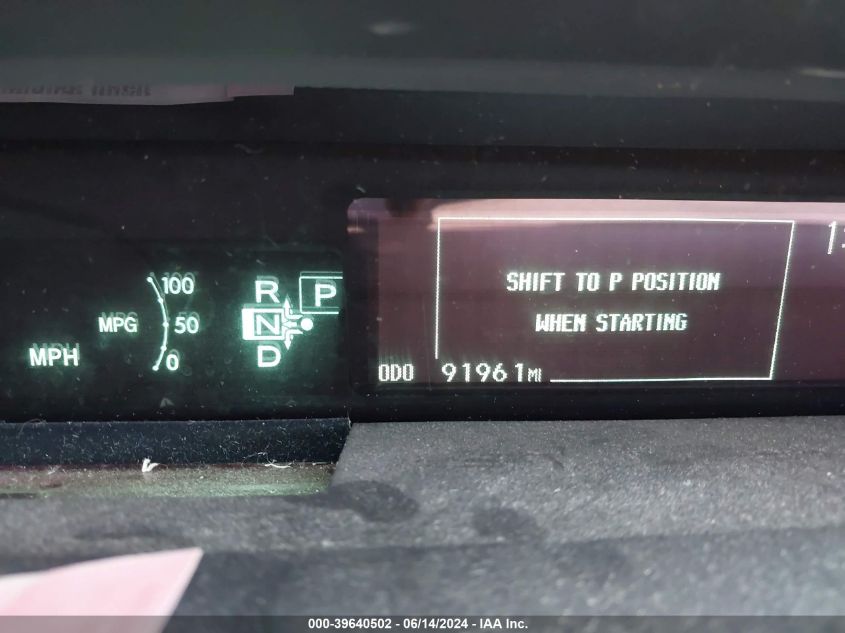 100
R P
SHIFT TO P POSITION
MPG 50 N
WHEN STARTING
MPH 0 D
ODO 91961 MI
000-39640502 - 06/14/2024 - IAA Inc.